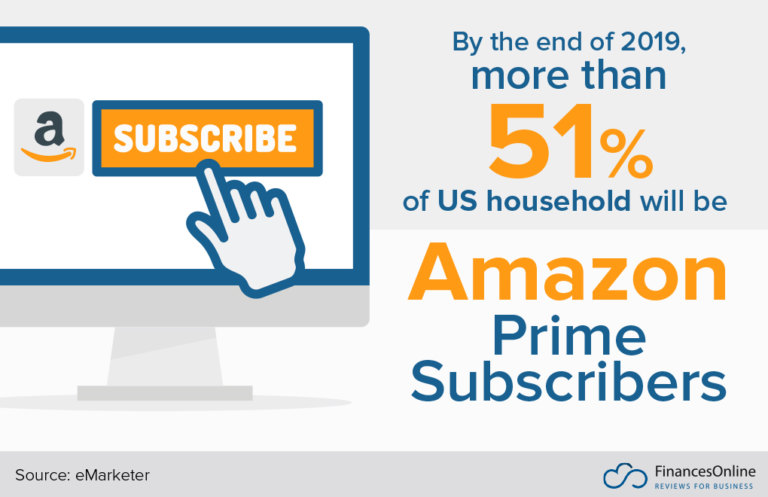 a
SUBSCRIBE
By the end of 2019,
more than
51%
of US household will be
Amazon
Prime
Subscribers
Source: eMarketer
FinancesOnline
REVIEWS FOR BUSINESS